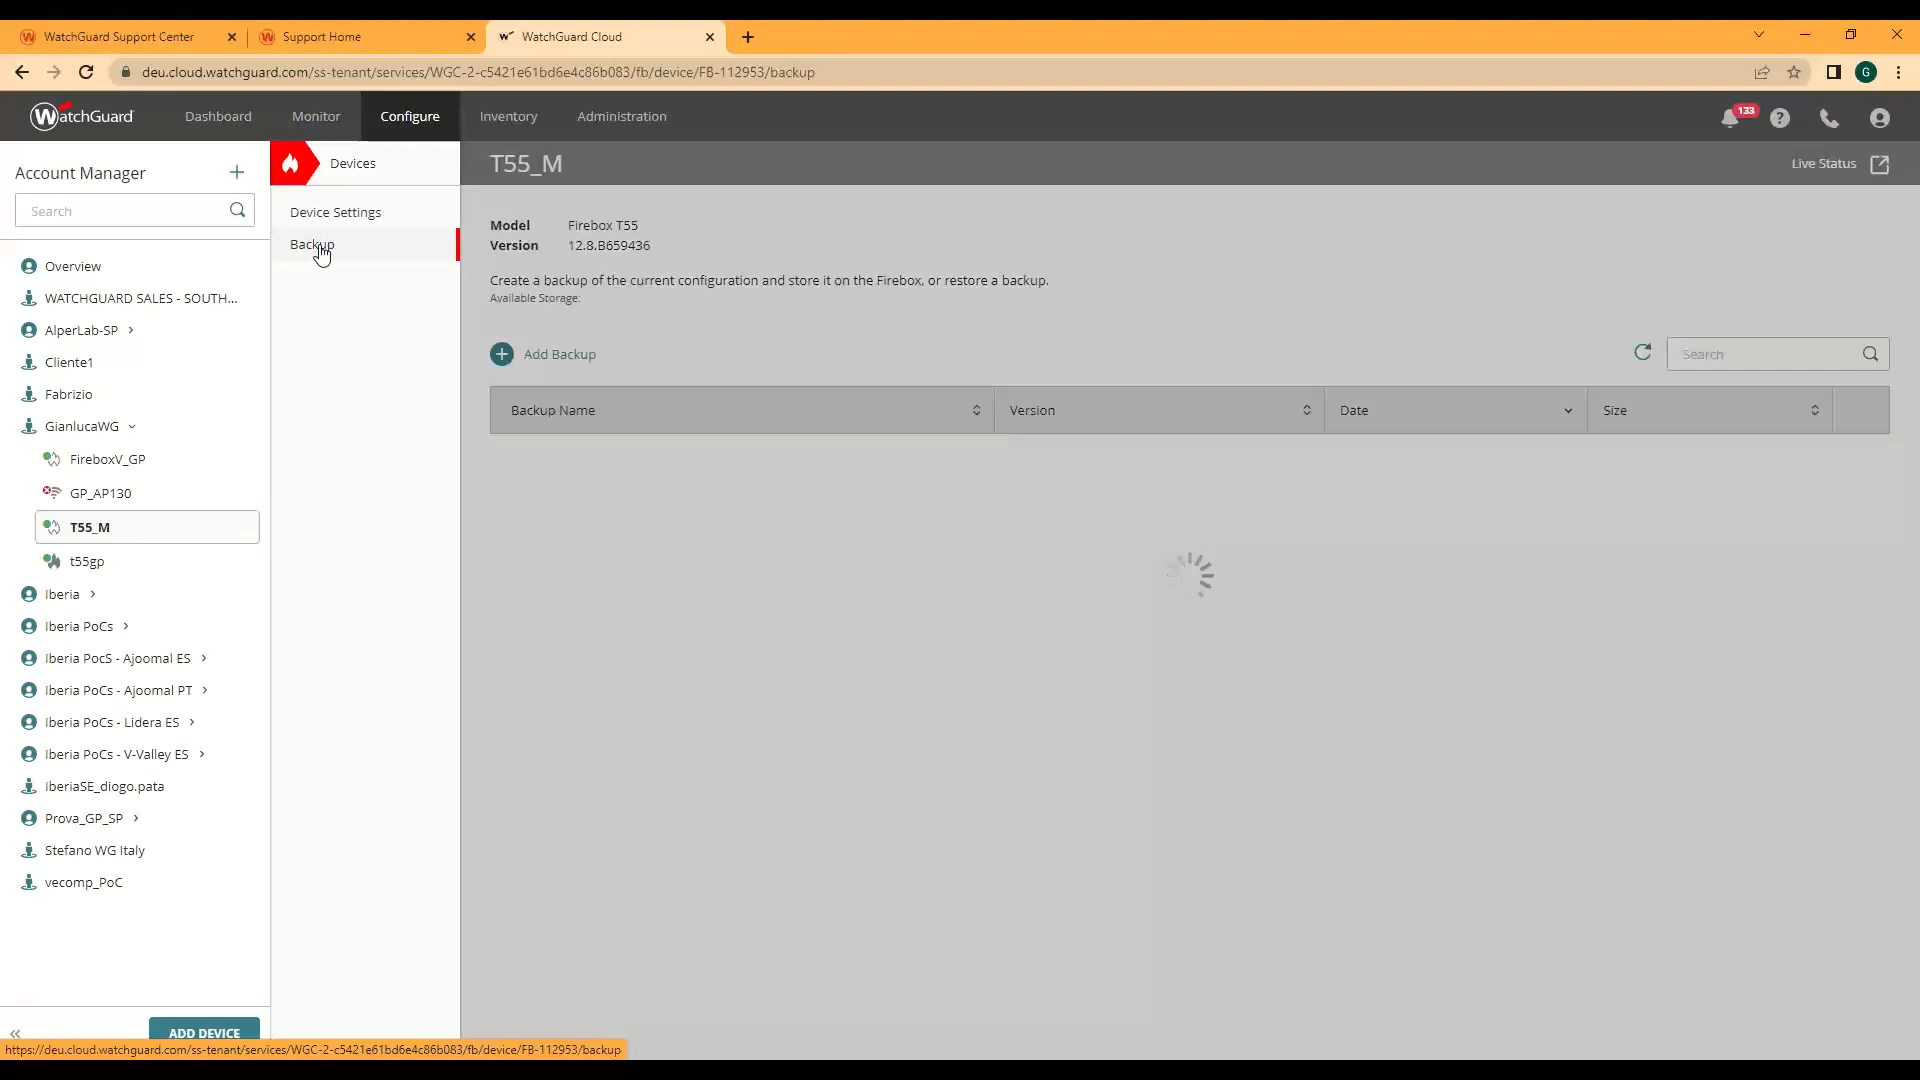 WatchGuard Support Center
Support Home
WatchGuard Cloud
deu.cloud.watchguard.com/ss-tenant/services/WGC-2-c5421e61bd6e4c86b083/fb/device/FB-112953/backup
G
WatchGuard
Dashboard
Monitor
Configure
Inventory
Administration
133
Account Manager
Search
Devices
Device Settings
Backup
T55_M
Live Status
Model Firebox T55
Version 12.8.B659436
Create a backup of the current configuration and store it on the Firebox, or restore a backup.
Available Storage:
Add Backup
Search
Backup Name
Version
Date
Size
Overview
WATCHGUARD SALES - SOUTH...
AlperLab-SP
Cliente1
Fabrizio
GianlucaWG
FireboxV_GP
GP_AP130
T55_M
t55gp
Iberia
Iberia PoCs
Iberia PocS - Ajoomal ES
Iberia PoCs - Ajoomal PT
Iberia PoCs - Lidera ES
Iberia PoCs - V-Valley ES
IberiaSE_diogo.pata
Prova_GP_SP
Stefano WG Italy
vecomp_PoC
ADD DEVICE
https://deu.cloud.watchguard.com/ss-tenant/services/WGC-2-c5421e61bd6e4c86b083/fb/device/FB-112953/backup